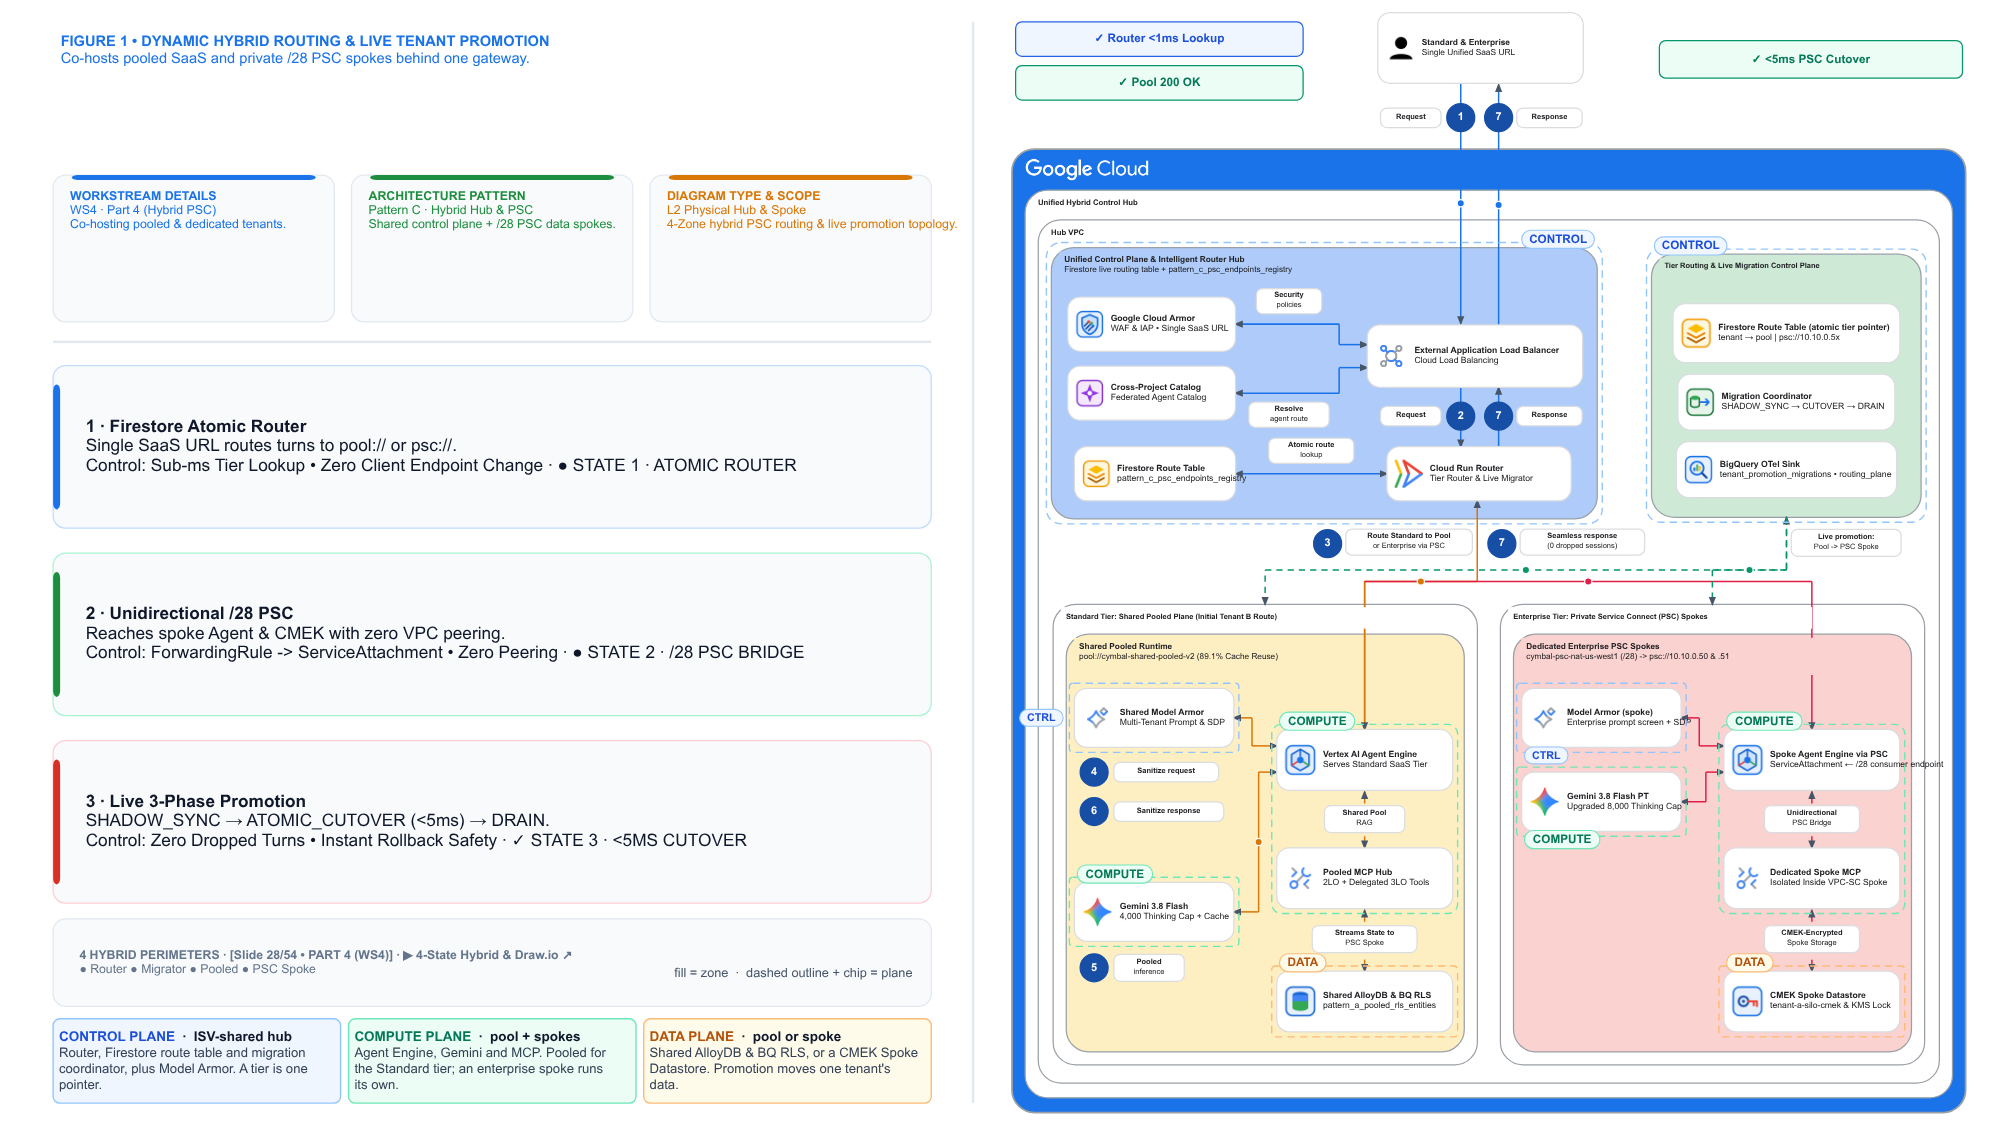 FIGURE 1 • DYNAMIC HYBRID ROUTING & LIVE TENANT PROMOTION
Co-hosts pooled SaaS and private /28 PSC spokes behind one gateway.
WORKSTREAM DETAILS
WS4 · Part 4 (Hybrid PSC)
Co-hosting pooled & dedicated tenants.
ARCHITECTURE PATTERN
Pattern C · Hybrid Hub & PSC
Shared control plane + /28 PSC data spokes.
DIAGRAM TYPE & SCOPE
L2 Physical Hub & Spoke
4-Zone hybrid PSC routing & live promotion topology.
1 · Firestore Atomic Router
Single SaaS URL routes turns to pool:// or psc://.
Control: Sub-ms Tier Lookup • Zero Client Endpoint Change · ● STATE 1 · ATOMIC ROUTER
2 · Unidirectional /28 PSC
Reaches spoke Agent & CMEK with zero VPC peering.
Control: ForwardingRule -> ServiceAttachment • Zero Peering · ● STATE 2 · /28 PSC BRIDGE
3 · Live 3-Phase Promotion
SHADOW_SYNC → ATOMIC_CUTOVER (<5ms) → DRAIN.
Control: Zero Dropped Turns • Instant Rollback Safety · ✓ STATE 3 · <5MS CUTOVER
4 HYBRID PERIMETERS · [Slide 28/54 • PART 4 (WS4)] · ▶ 4-State Hybrid & Draw.io ↗
● Router ● Migrator ● Pooled ● PSC Spoke
fill = zone · dashed outline + chip = plane
CONTROL PLANE · ISV-shared hub
Router, Firestore route table and migration
coordinator, plus Model Armor. A tier is one
pointer.
COMPUTE PLANE · pool + spokes
Agent Engine, Gemini and MCP. Pooled for
the Standard tier; an enterprise spoke runs
its own.
DATA PLANE · pool or spoke
Shared AlloyDB & BQ RLS, or a CMEK Spoke
Datastore. Promotion moves one tenant's
data.
✓ Router <1ms Lookup
✓ Pool 200 OK
Standard & Enterprise
Single Unified SaaS URL
✓ <5ms PSC Cutover
Request
1
7
Response
Google Cloud
Unified Hybrid Control Hub
Hub VPC
CONTROL
Unified Control Plane & Intelligent Router Hub
Firestore live routing table + pattern_c_psc_endpoints_registry
Security
policies
Google Cloud Armor
WAF & IAP • Single SaaS URL
External Application Load Balancer
Cloud Load Balancing
Cross-Project Catalog
Federated Agent Catalog
Resolve
agent route
Request
2
7
Response
Atomic route
lookup
Firestore Route Table
pattern_c_psc_endpoints_registry
Cloud Run Router
Tier Router & Live Migrator
CONTROL
Tier Routing & Live Migration Control Plane
Firestore Route Table (atomic tier pointer)
tenant → pool | psc://10.10.0.5x
Migration Coordinator
SHADOW_SYNC → CUTOVER → DRAIN
BigQuery OTel Sink
tenant_promotion_migrations • routing_plane
3
Route Standard to Pool
or Enterprise via PSC
7
Seamless response
(0 dropped sessions)
Live promotion:
Pool -> PSC Spoke
Standard Tier: Shared Pooled Plane (Initial Tenant B Route)
Shared Pooled Runtime
pool://cymbal-shared-pooled-v2 (89.1% Cache Reuse)
CTRL
Shared Model Armor
Multi-Tenant Prompt & SDP
4
Sanitize request
6
Sanitize response
COMPUTE
Vertex AI Agent Engine
Serves Standard SaaS Tier
Shared Pool
RAG
Pooled MCP Hub
2LO + Delegated 3LO Tools
COMPUTE
Gemini 3.8 Flash
4,000 Thinking Cap + Cache
5
Pooled
inference
Streams State to
PSC Spoke
DATA
Shared AlloyDB & BQ RLS
pattern_a_pooled_rls_entities
Enterprise Tier: Private Service Connect (PSC) Spokes
Dedicated Enterprise PSC Spokes
cymbal-psc-nat-us-west1 (/28) -> psc://10.10.0.50 & .51
Model Armor (spoke)
Enterprise prompt screen + SDP
CTRL
Gemini 3.8 Flash PT
Upgraded 8,000 Thinking Cap
COMPUTE
COMPUTE
Spoke Agent Engine via PSC
ServiceAttachment ← /28 consumer endpoint
Unidirectional
PSC Bridge
Dedicated Spoke MCP
Isolated Inside VPC-SC Spoke
CMEK-Encrypted
Spoke Storage
DATA
CMEK Spoke Datastore
tenant-a-silo-cmek & KMS Lock